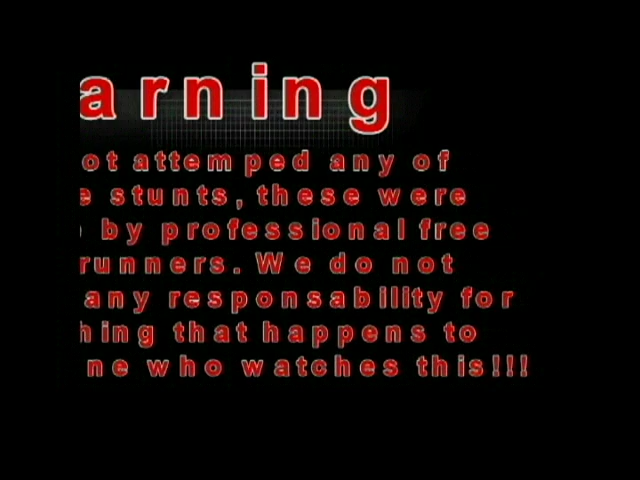 arning
ot attemped any of
e stunts, these were
by professional free
runners. We do not
any responsability for
hing that happens to
ne who watches this!!!